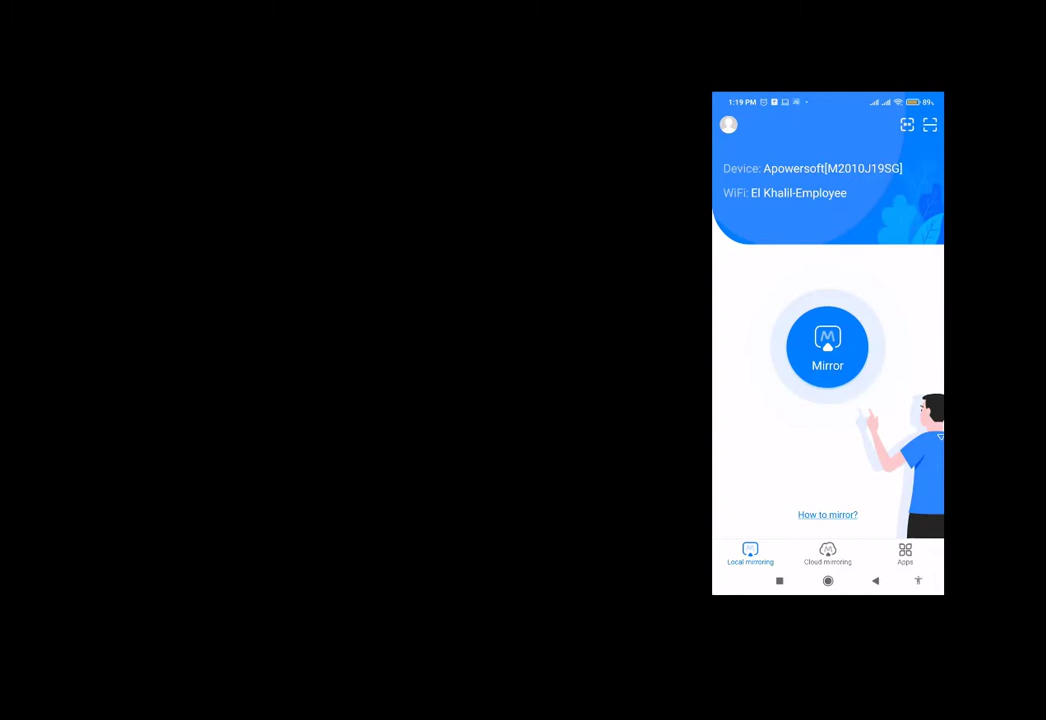 1:19 PM 89%
Device: Apowersoft[M2010J19SG]
WiFi: El Khalil-Employee
Mirror
How to mirror?
Local mirroring Cloud mirroring Apps